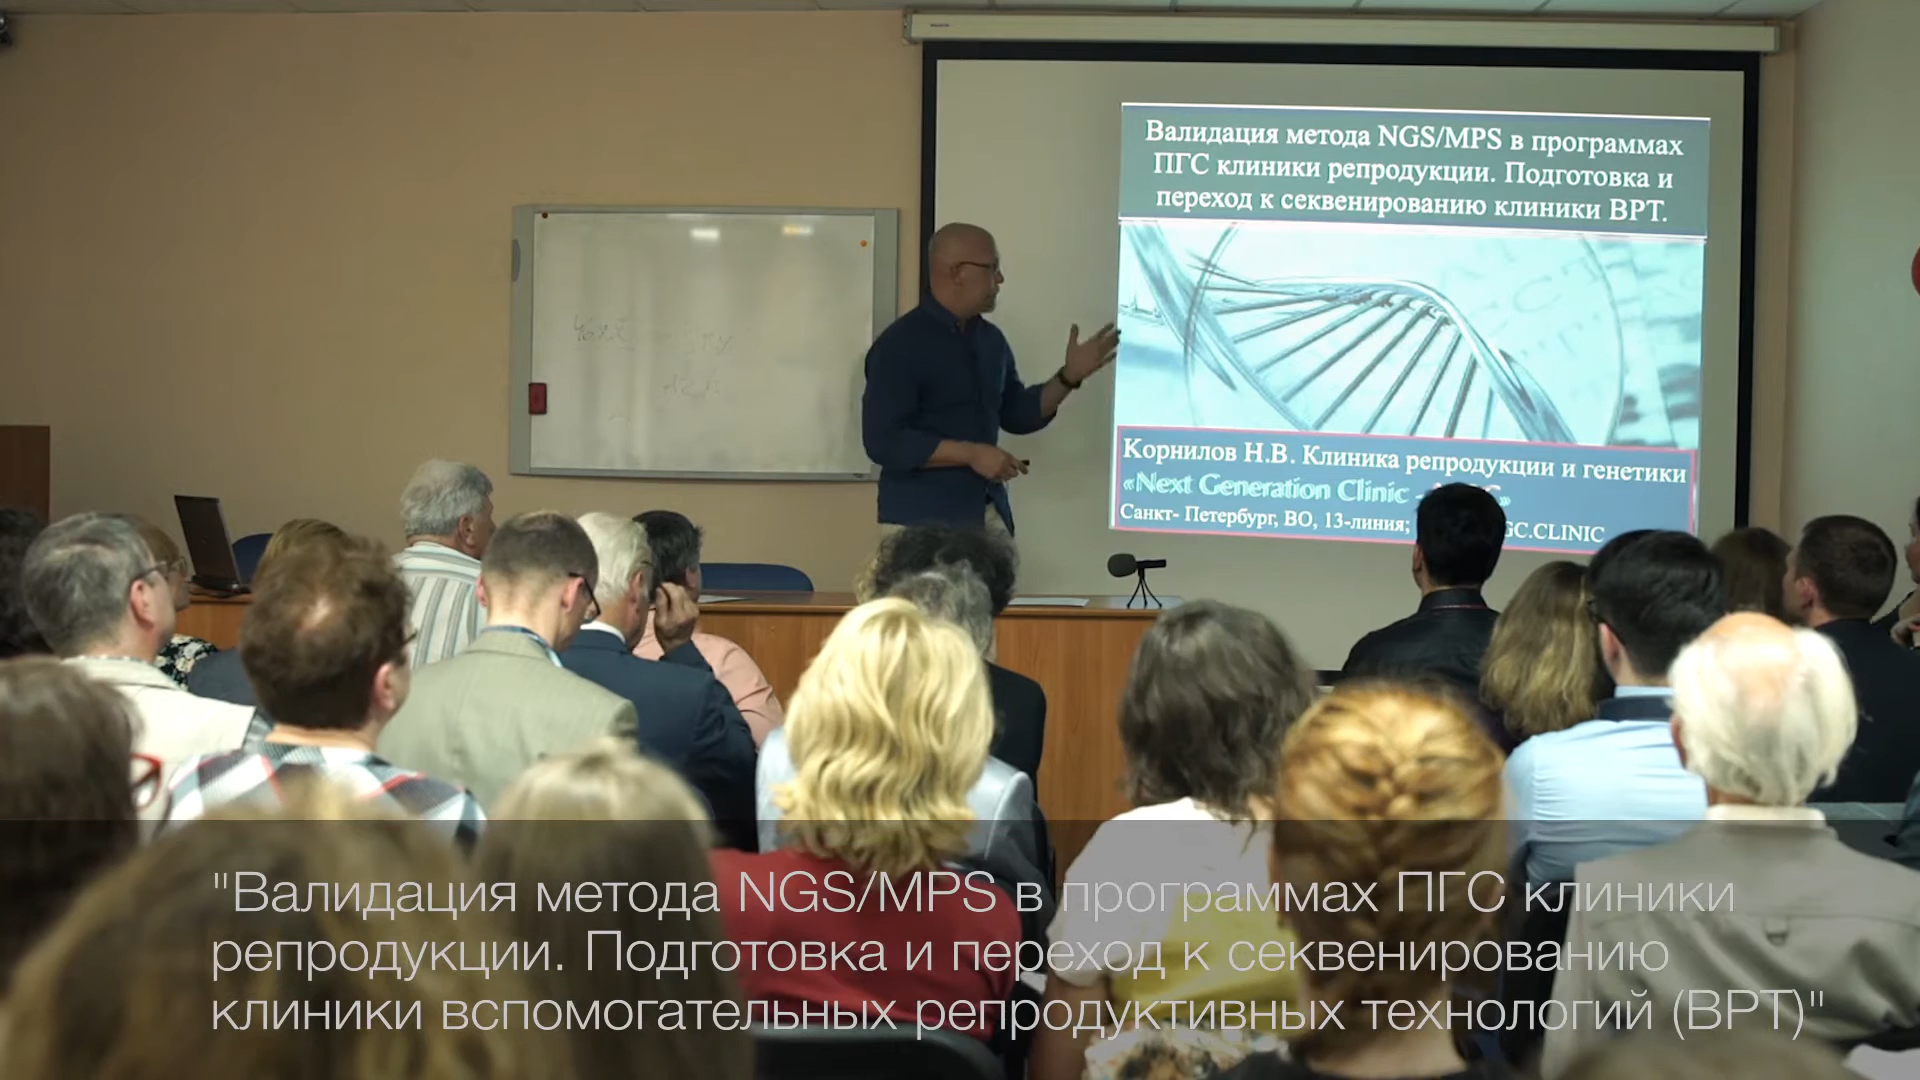 Валидация метода NGS/MPS в программах
ПГС клиники репродукции. Подготовка и
переход к секвенированию клиники ВРТ.
Корнилов Н.В. Клиника репродукции и генетики
«Next Generation Clinic
Санкт- Петербург, ВО, 13-линия;
GC.CLINIC
46XX
"Валидация метода NGS/MPS в программах ПГС клиники
репродукции. Подготовка и переход к секвенированию
клиники вспомогательных репродуктивных технологий (ВРТ)"